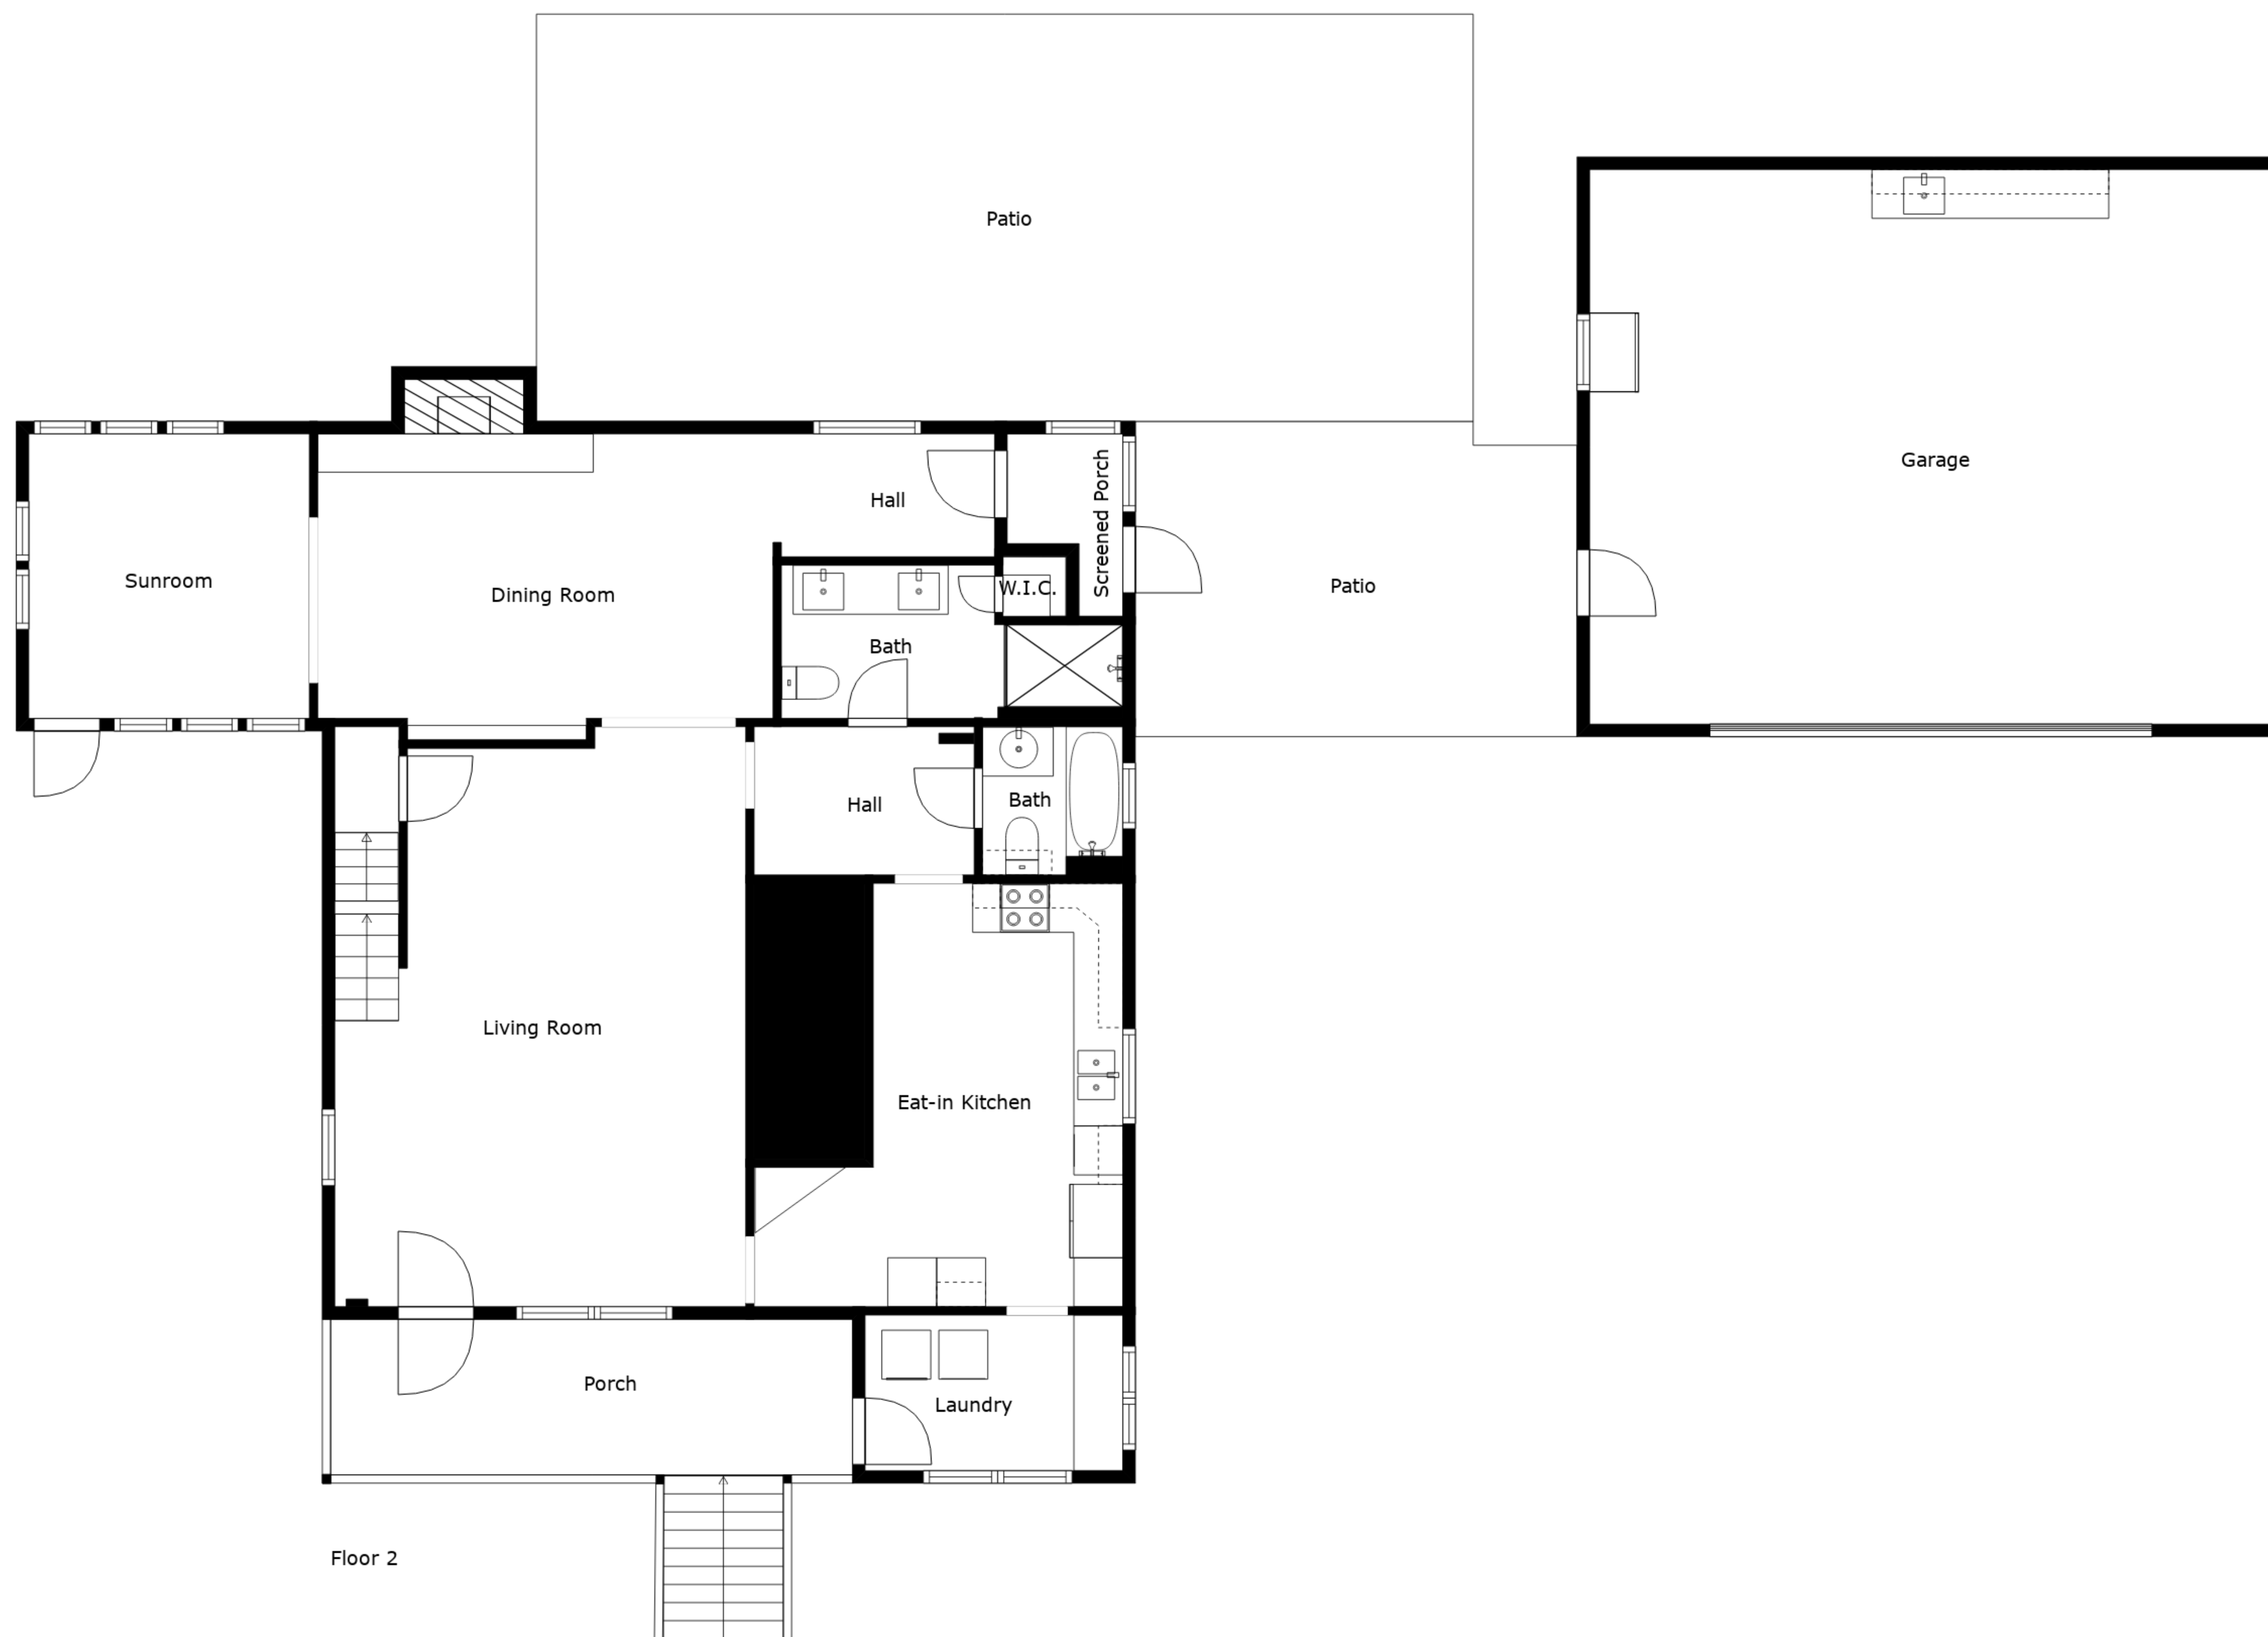 Patio
Garage
Hall
Screened Porch
Sunroom
Dining Room
W.I.C.
Patio
Bath
Hall
Bath
Living Room
Eat-in Kitchen
Porch
Laundry
Floor 2